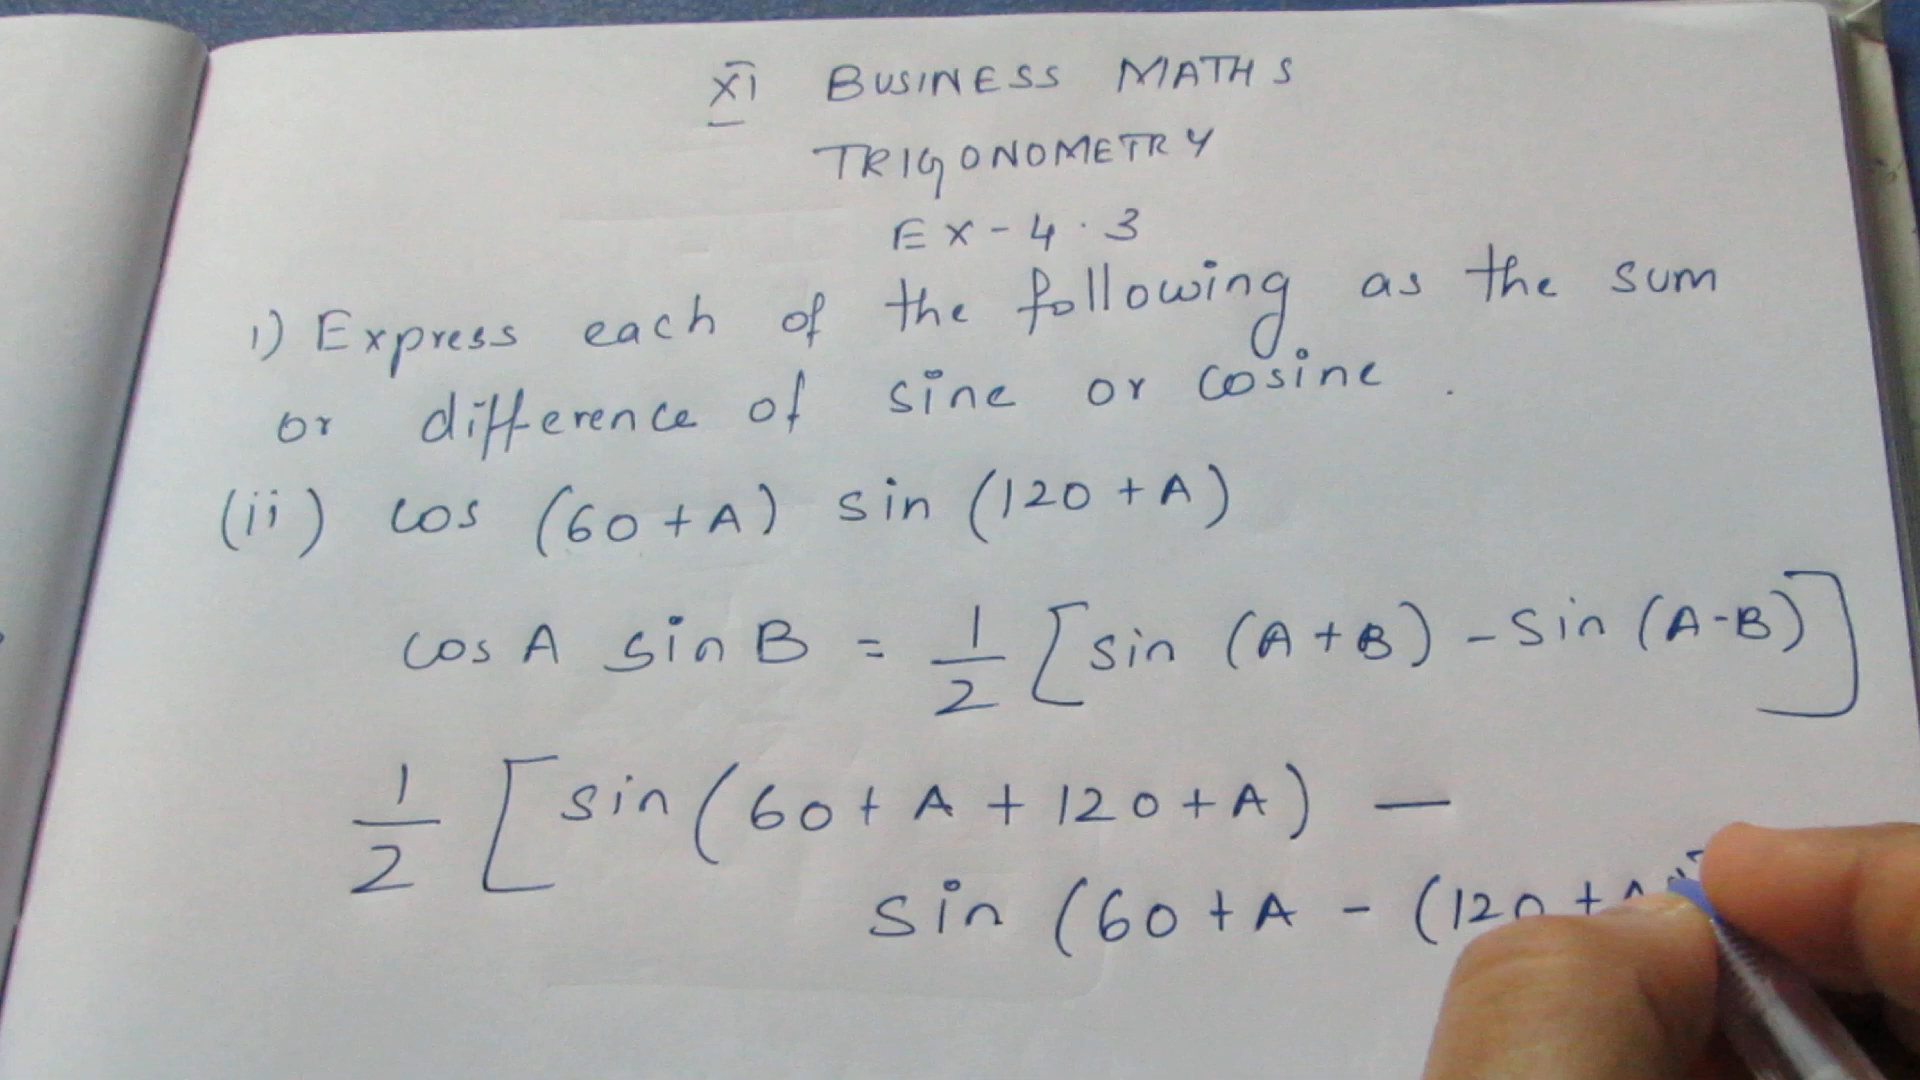 XI BUSINESS MATHS
TRIGONOMETRY
EX-4.3
1) Express each of the following as the sum
or difference of sine or cosine.
(ii) cos (60+A) sin (120+A)
cos A sin B = 1/2 [sin (A+B) - sin (A-B)]
1/2 [sin (60+A+120+A) -
sin (60+A - (120+A